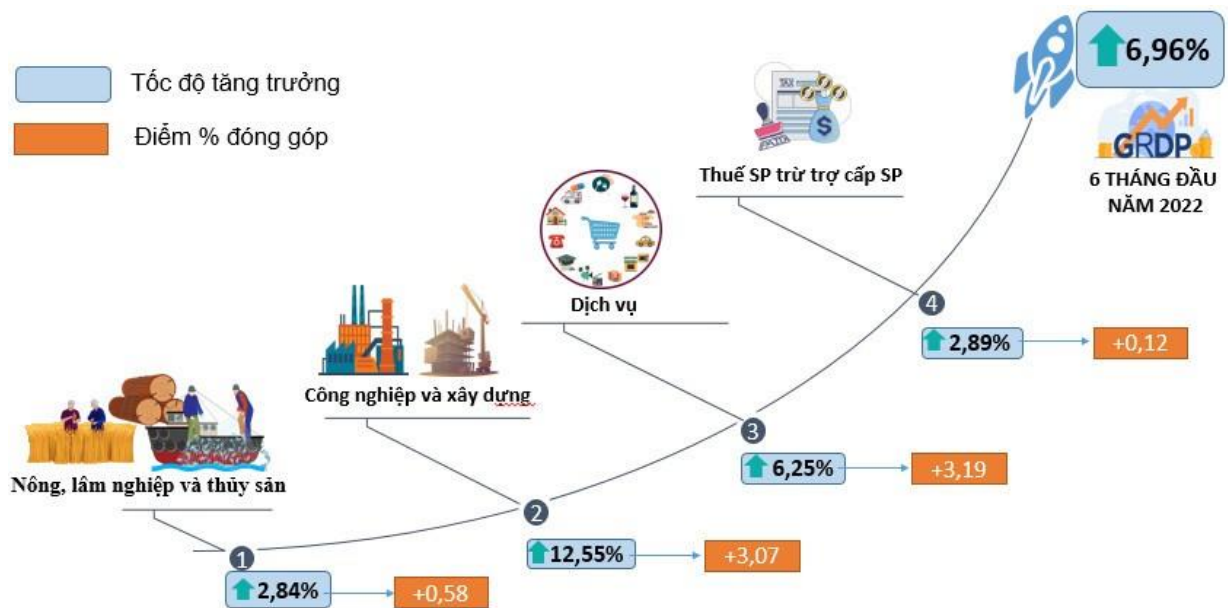 Tốc độ tăng trưởng
Điểm % đóng góp
6,96%
GRDP
6 THÁNG ĐẦU
NĂM 2022
TAX
$
Thuế SP trừ trợ cấp SP
4
2,89%
+0,12
Dịch vụ
3
6,25%
+3,19
Công nghiệp và xây dựng
2
12,55%
+3,07
Nông, lâm nghiệp và thủy sản
1
2,84%
+0,58